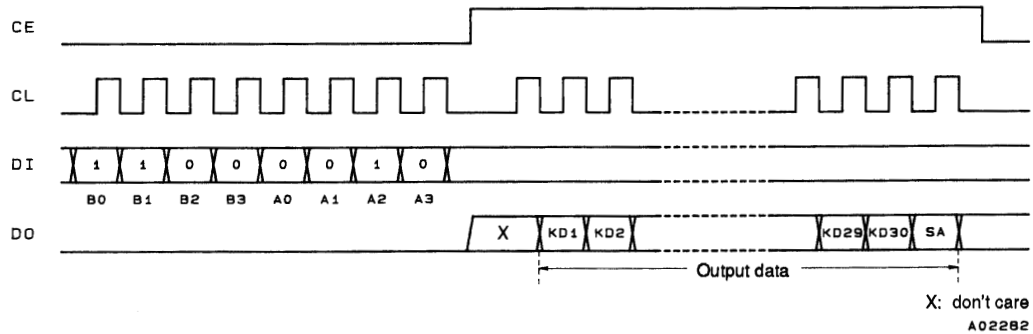 CE
CL
DI 1 1 0 0 0 0 1 0
B0 B1 B2 B3 A0 A1 A2 A3
DO X KD1 KD2 KD29 KD30 SA
Output data
X: don't care
A02282